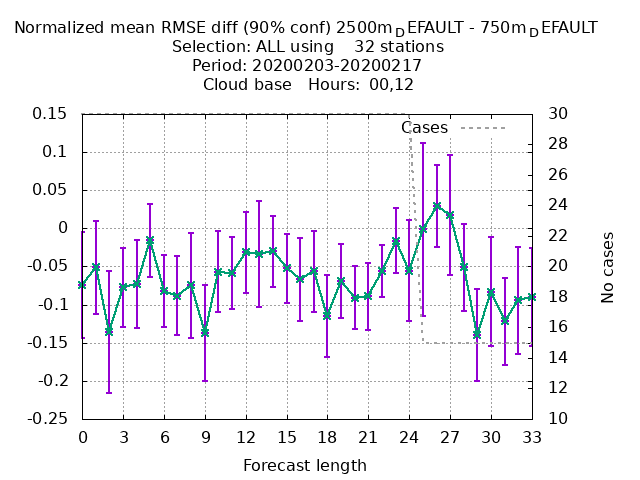 Normalized mean RMSE diff (90% conf) 2500mDEFAULT - 750mDEFAULT
Selection: ALL using 32 stations
Period: 20200203-20200217
Cloud base Hours: 00,12
Cases
0.15
0.1
0.05
0
-0.05
-0.1
-0.15
-0.2
-0.25
30
28
26
24
22
20
18
16
14
12
10
No cases
0 3 6 9 12 15 18 21 24 27 30 33
Forecast length